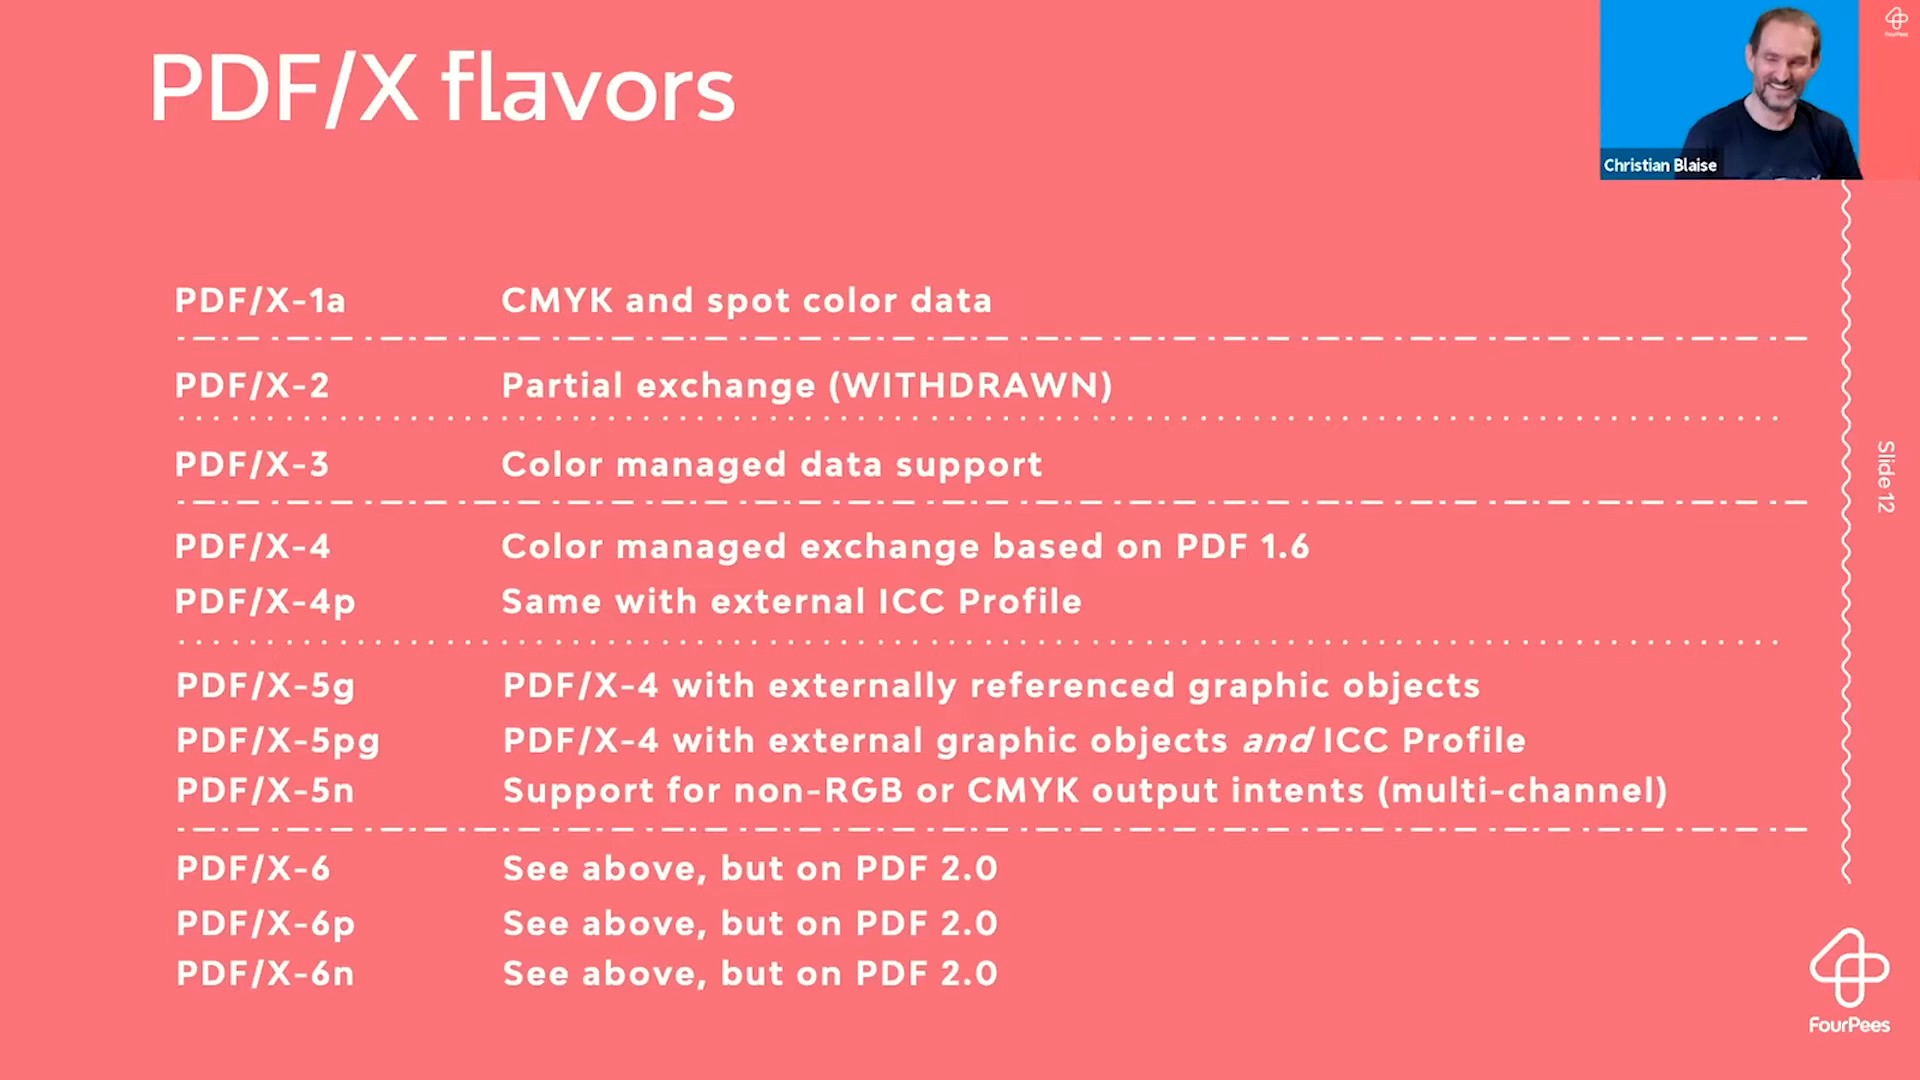 PDF/X flavors
Christian Blaise
FourPees
PDF/X-1a CMYK and spot color data
PDF/X-2 Partial exchange (WITHDRAWN)
PDF/X-3 Color managed data support
PDF/X-4 Color managed exchange based on PDF 1.6
PDF/X-4p Same with external ICC Profile
PDF/X-5g PDF/X-4 with externally referenced graphic objects
PDF/X-5pg PDF/X-4 with external graphic objects and ICC Profile
PDF/X-5n Support for non-RGB or CMYK output intents (multi-channel)
PDF/X-6 See above, but on PDF 2.0
PDF/X-6p See above, but on PDF 2.0
PDF/X-6n See above, but on PDF 2.0
Slide 12
FourPees